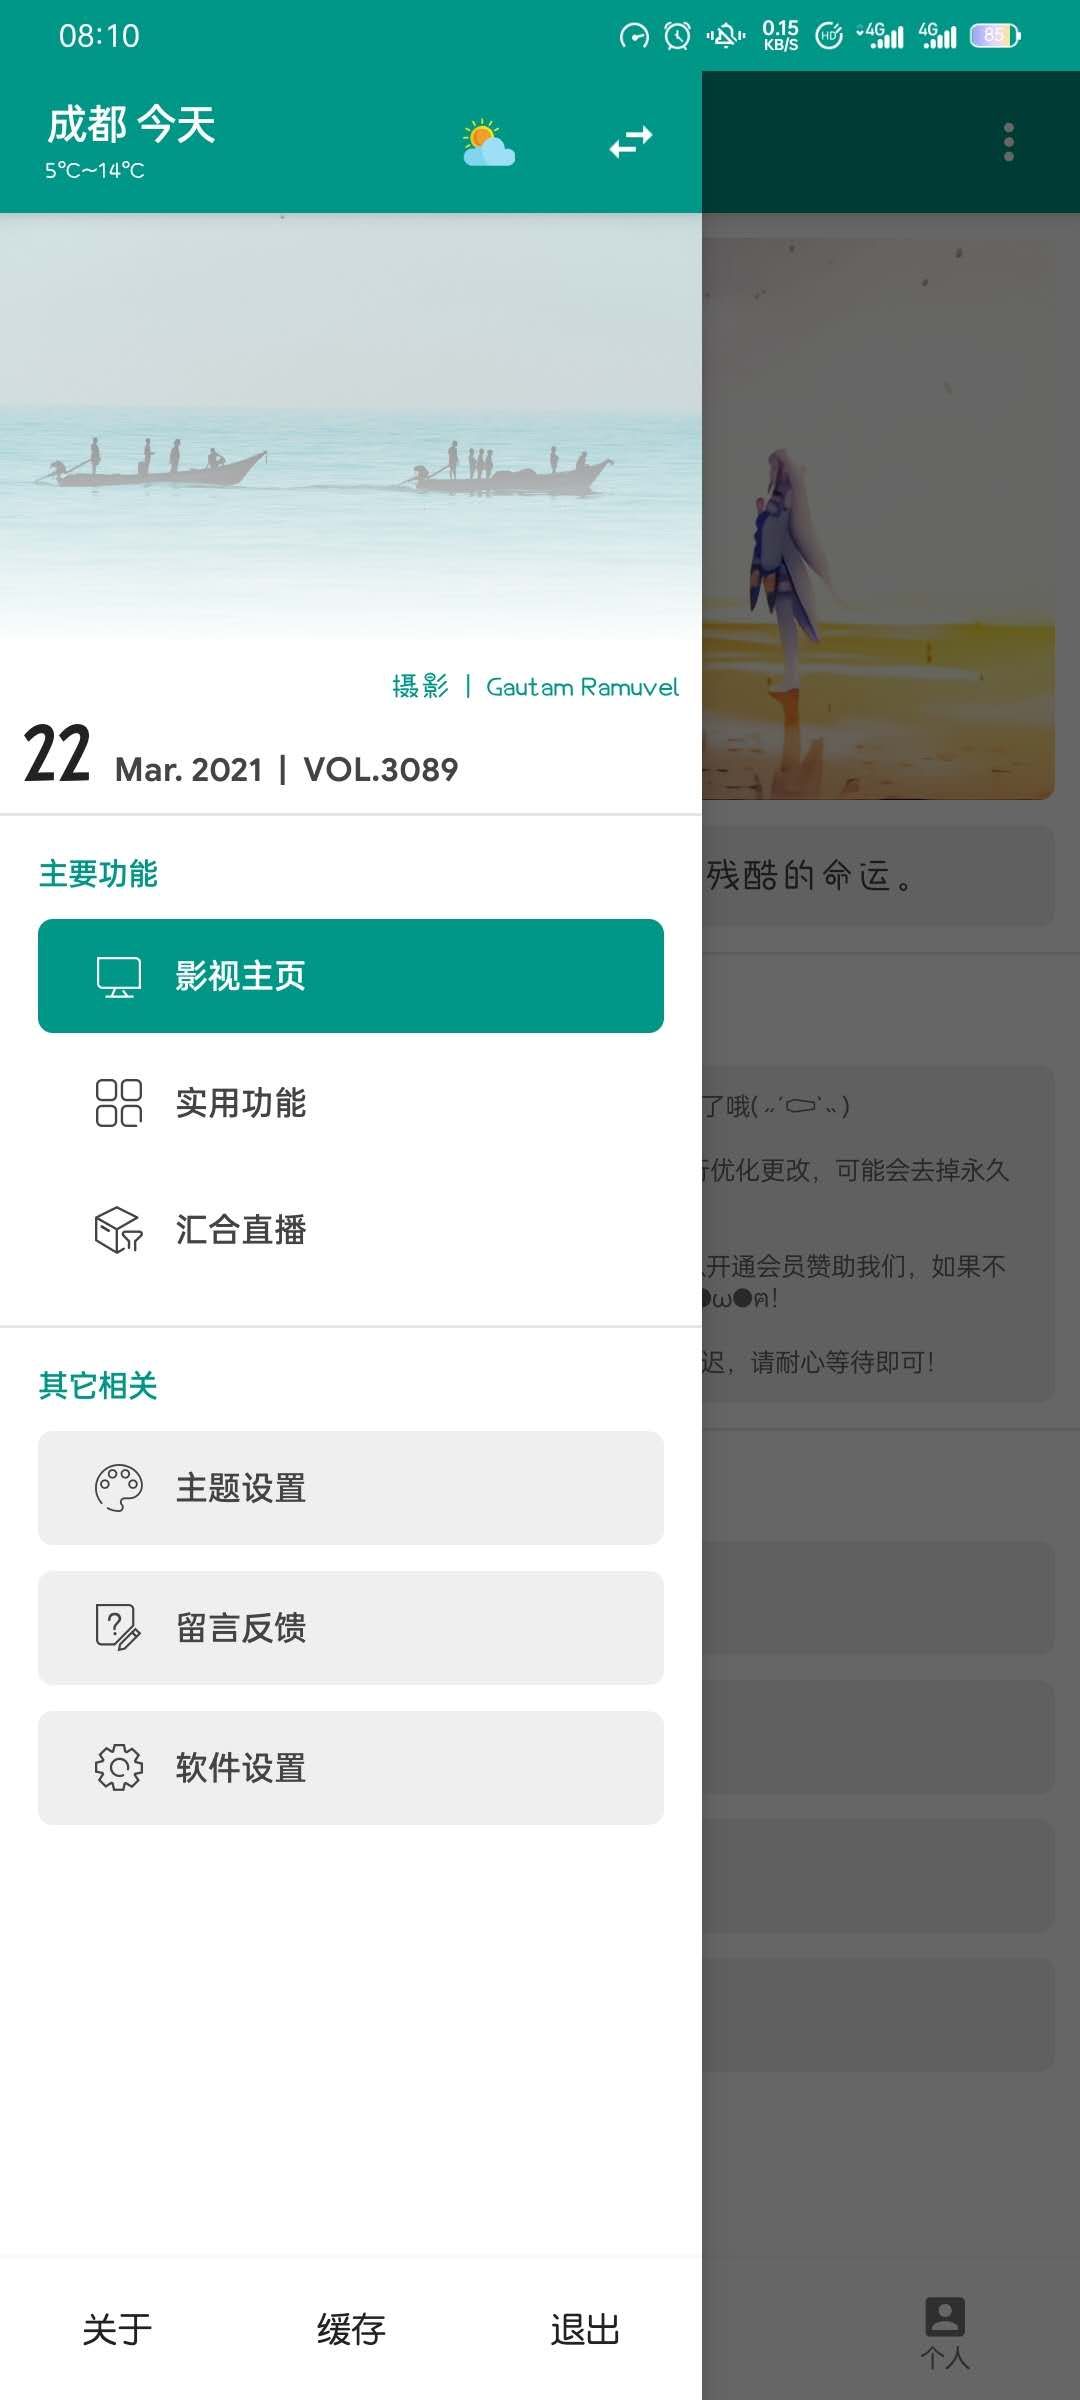 08:10
0.15
KB/S
HD
4G
4G
85
成都 今天
5℃~14℃
摄影 | Gautam Ramuvel
22 Mar. 2021 | VOL.3089
主要功能
影视主页
实用功能
汇合直播
其它相关
主题设置
留言反馈
软件设置
关于
缓存
退出
残酷的命运。
了哦
优化更改，可能会去掉永久
开通会员赞助我们，如果不
●ω●ฅ!
迟，请耐心等待即可！
个人